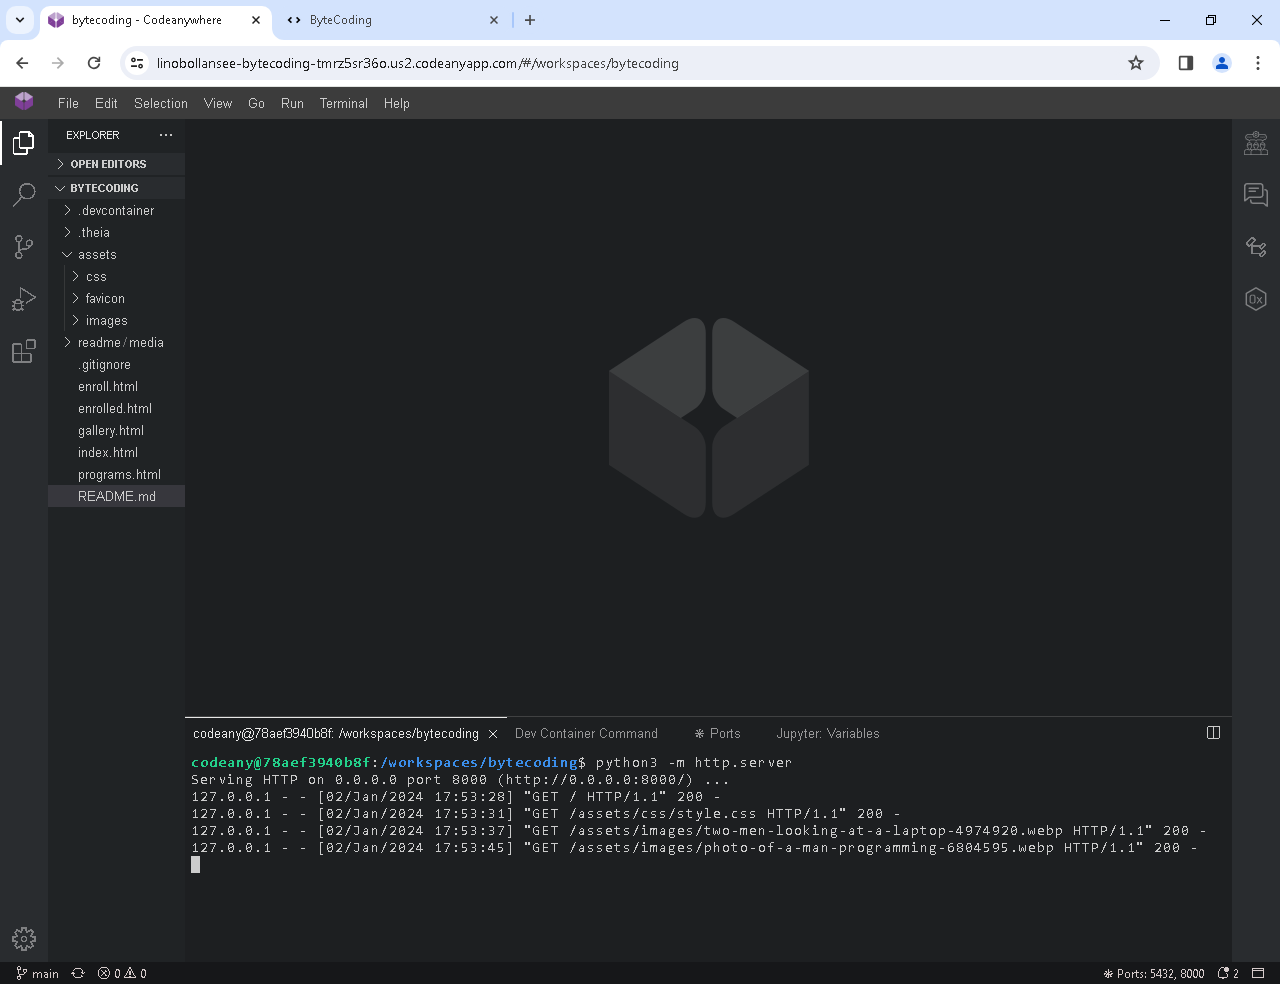 bytecoding - Codeanywhere
ByteCoding
linobollansee-bytecoding-tmrz5sr36o.us2.codeanyapp.com/#/workspaces/bytecoding
File Edit Selection View Go Run Terminal Help
EXPLORER
OPEN EDITORS
BYTECODING
.devcontainer
.theia
assets
css
favicon
images
readme/media
.gitignore
enroll.html
enrolled.html
gallery.html
index.html
programs.html
README.md
0x
codeany@78aef3940b8f: /workspaces/bytecoding Dev Container Command Ports Jupyter: Variables
codeany@78aef3940b8f:/workspaces/bytecoding$ python3 -m http.server
Serving HTTP on 0.0.0.0 port 8000 (http://0.0.0.0:8000/) ...
127.0.0.1 - - [02/Jan/2024 17:53:28] "GET / HTTP/1.1" 200 -
127.0.0.1 - - [02/Jan/2024 17:53:31] "GET /assets/css/style.css HTTP/1.1" 200 -
127.0.0.1 - - [02/Jan/2024 17:53:37] "GET /assets/images/two-men-looking-at-a-laptop-4974920.webp HTTP/1.1" 200 -
127.0.0.1 - - [02/Jan/2024 17:53:45] "GET /assets/images/photo-of-a-man-programming-6804595.webp HTTP/1.1" 200 -
main 0 0 Ports: 5432, 8000 2